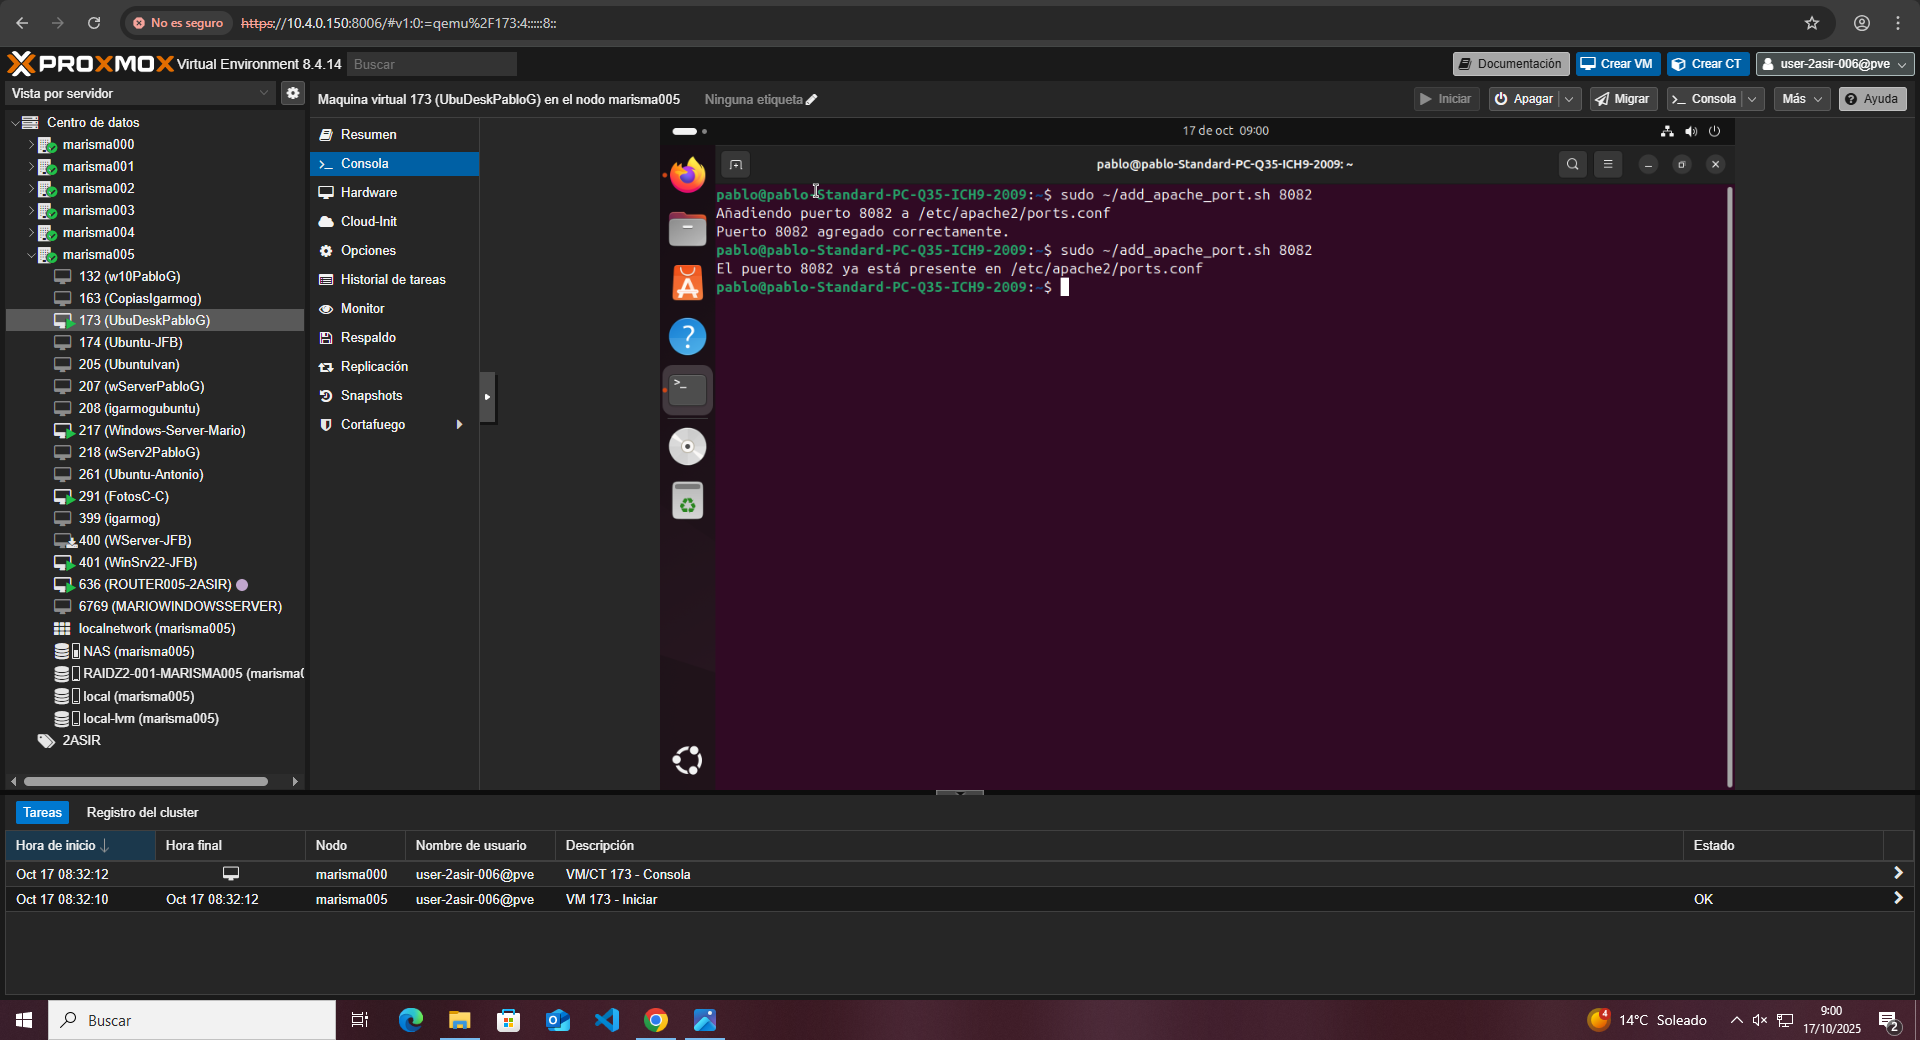 No es seguro https://10.4.0.150:8006/#v1:0:=qemu%2F173:4:::::8::
PROXMOX Virtual Environment 8.4.14 Buscar Documentación Crear VM Crear CT user-2asir-006@pve
Vista por servidor
Maquina virtual 173 (UbuDeskPabloG) en el nodo marisma005 Ninguna etiqueta Iniciar Apagar Migrar Consola Más Ayuda
Centro de datos
marisma000
marisma001
marisma002
marisma003
marisma004
marisma005
132 (w10PabloG)
163 (CopiasIgarmog)
173 (UbuDeskPabloG)
174 (Ubuntu-JFB)
205 (UbuntuIvan)
207 (wServerPabloG)
208 (igarmogubuntu)
217 (Windows-Server-Mario)
218 (wServ2PabloG)
261 (Ubuntu-Antonio)
291 (FotosC-C)
399 (igarmog)
400 (WServer-JFB)
401 (WinSrv22-JFB)
636 (ROUTER005-2ASIR)
6769 (MARIOWINDOWSSERVER)
localnetwork (marisma005)
NAS (marisma005)
RAIDZ2-001-MARISMA005 (marisma0
local (marisma005)
local-lvm (marisma005)
2ASIR
Resumen
Consola
Hardware
Cloud-Init
Opciones
Historial de tareas
Monitor
Respaldo
Replicación
Snapshots
Cortafuego
17 de oct 09:00
pablo@pablo-Standard-PC-Q35-ICH9-2009: ~
pablo@pablo-Standard-PC-Q35-ICH9-2009:~$ sudo ~/add_apache_port.sh 8082
Añadiendo puerto 8082 a /etc/apache2/ports.conf
Puerto 8082 agregado correctamente.
pablo@pablo-Standard-PC-Q35-ICH9-2009:~$ sudo ~/add_apache_port.sh 8082
El puerto 8082 ya está presente en /etc/apache2/ports.conf
pablo@pablo-Standard-PC-Q35-ICH9-2009:~$
Tareas Registro del cluster
Hora de inicio Hora final Nodo Nombre de usuario Descripción Estado
Oct 17 08:32:12 marisma000 user-2asir-006@pve VM/CT 173 - Consola
Oct 17 08:32:10 Oct 17 08:32:12 marisma005 user-2asir-006@pve VM 173 - Iniciar OK
Buscar
4 14°C Soleado
9:00
17/10/2025
2